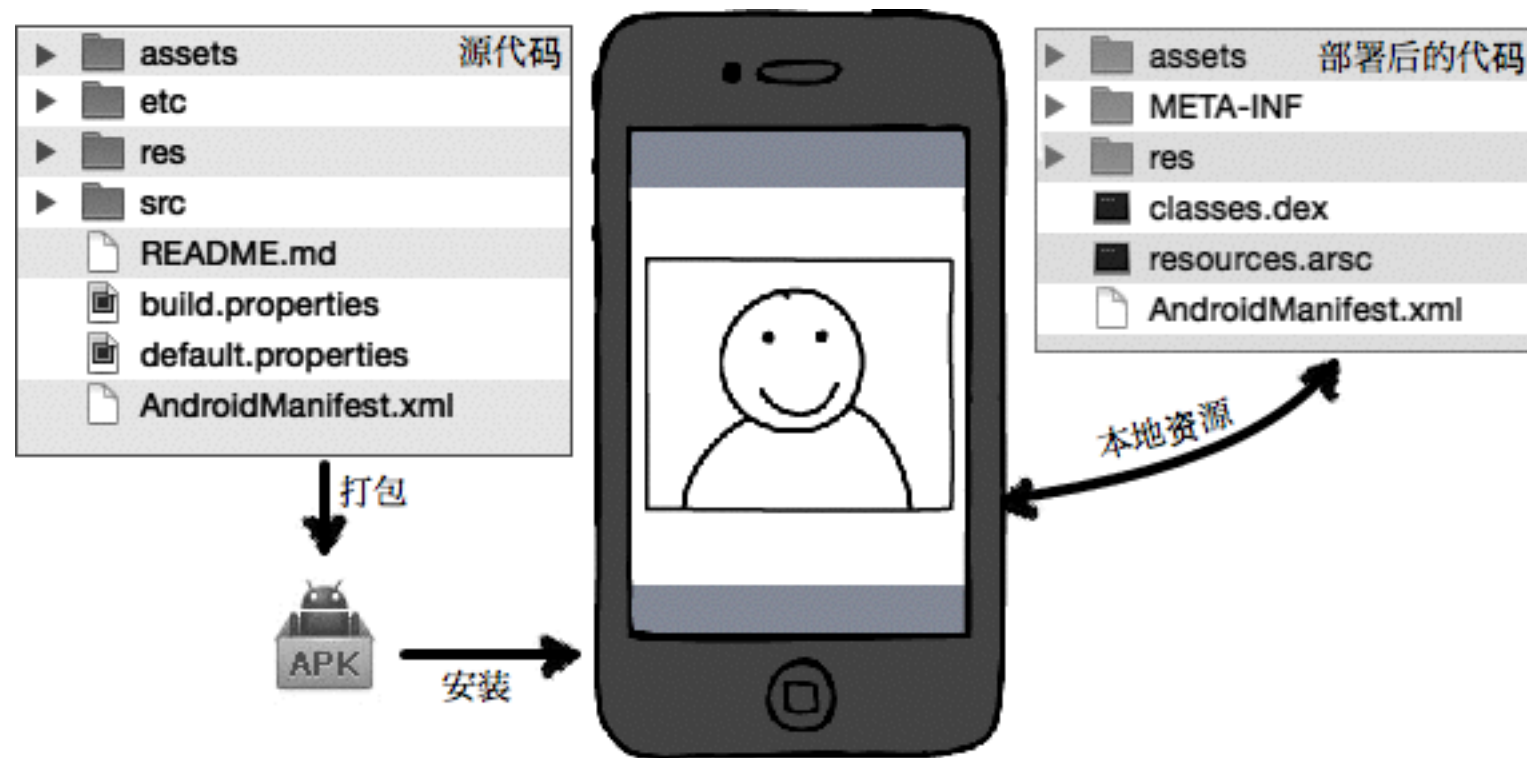 assets 源代码
etc
res
src
README.md
build.properties
default.properties
AndroidManifest.xml
打包
APK
安装
assets 部署后的代码
META-INF
res
classes.dex
resources.arsc
AndroidManifest.xml
本地资源